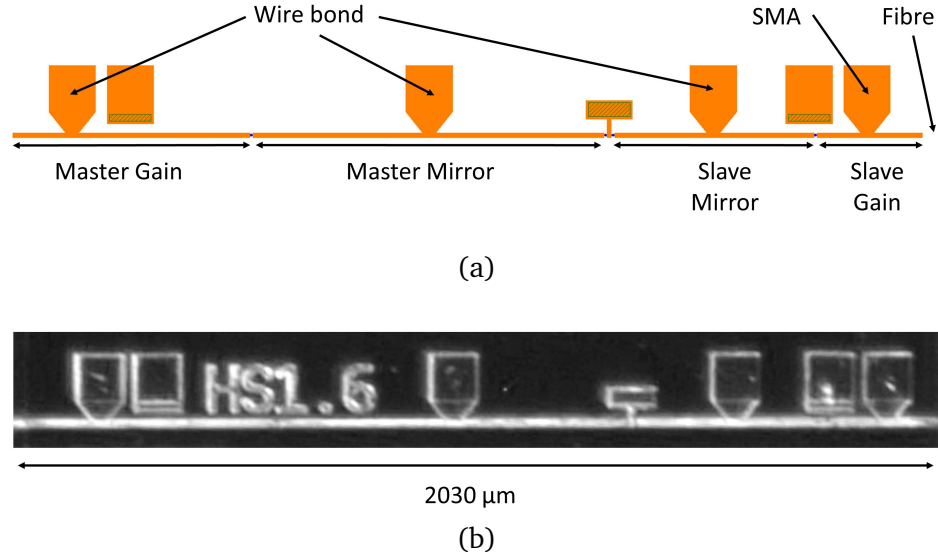 Wire bond
SMA
Fibre
Master Gain
Master Mirror
Slave
Mirror
Slave
Gain
(a)
HS1.6
2030 μm
(b)